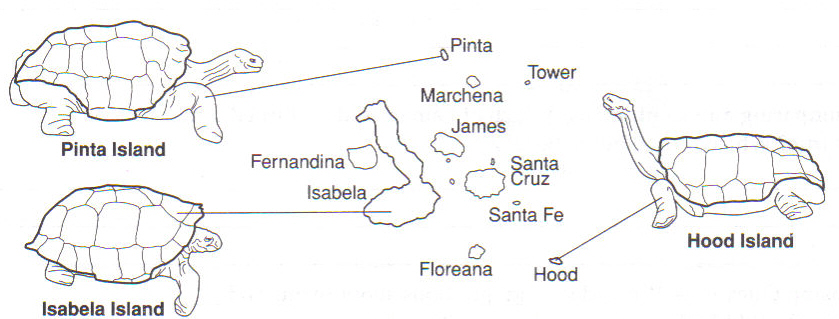 Pinta
Tower
Marchena
James
Pinta Island
Fernandina
Santa
Cruz
Isabela
Santa Fe
Hood Island
Floreana
Hood
Isabela Island